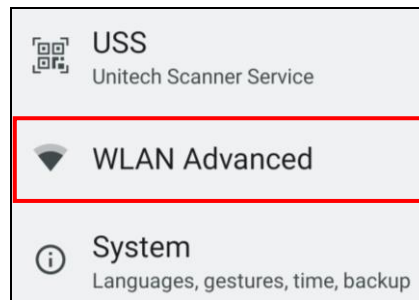 USS
Unitech Scanner Service
WLAN Advanced
System
Languages, gestures, time, backup